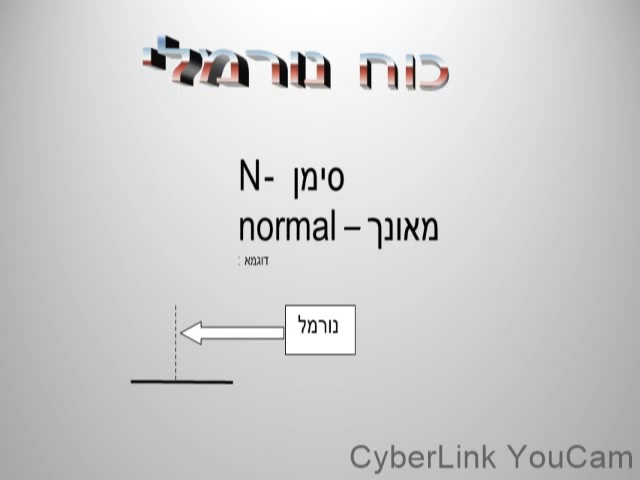 כוח נורמלי
סימן -N
מאונך – normal
דוגמא :
נורמל
CyberLink YouCam